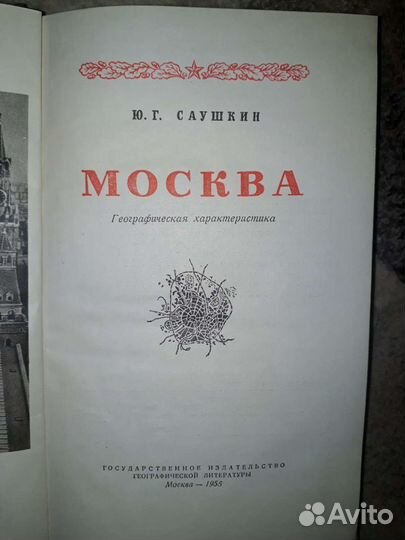 Ю. Г. САУШКИН
МОСКВА
Географическая характеристика
ГОСУДАРСТВЕННОЕ ИЗДАТЕЛЬСТВО
ГЕОГРАФИЧЕСКОЙ ЛИТЕРАТУРЫ
Москва — 1955
Avito